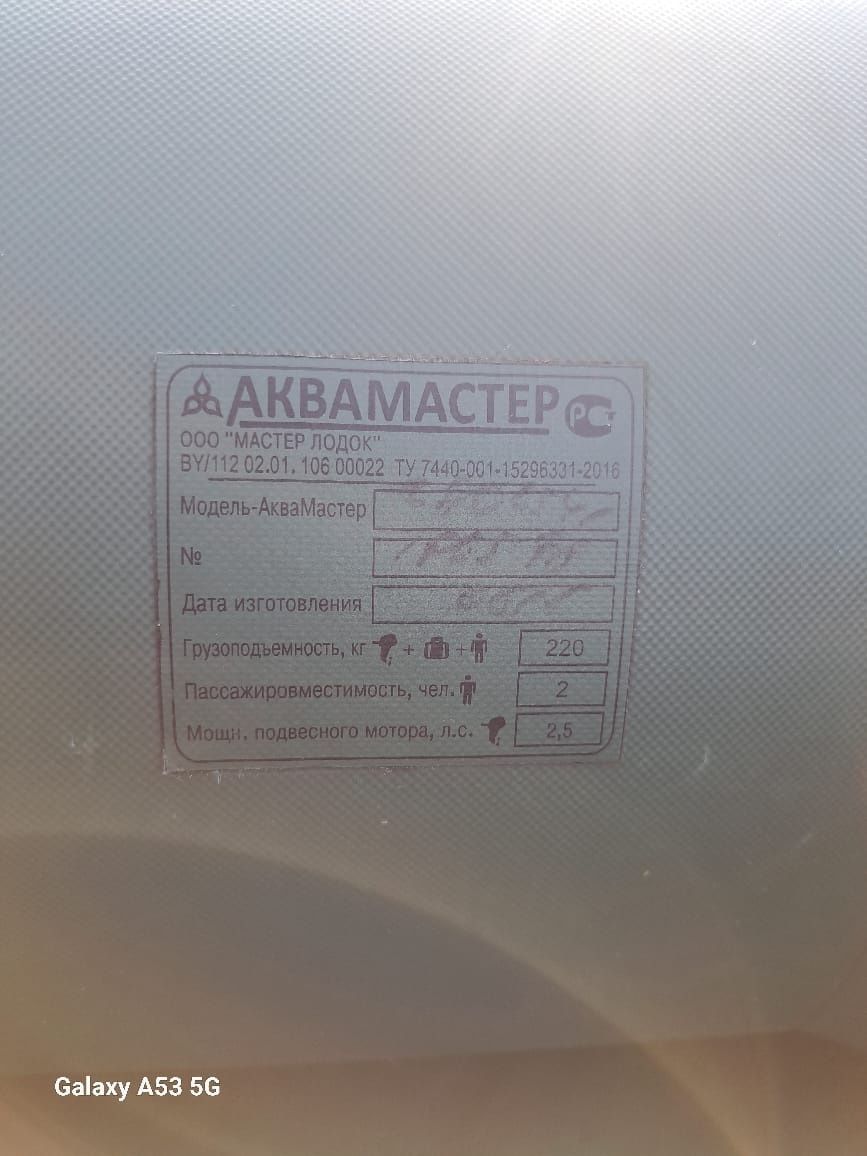 АКВАМАСТЕР РСТ
ООО "МАСТЕР ЛОДОК"
BY/112 02.01. 106 00022 ТУ 7440-001-15296331-2016
Модель-АкваМастер
№
Дата изготовления
Грузоподъемность, кг + + 220
Пассажировместимость, чел. 2
Мощн. подвесного мотора, л.с. 2,5
Galaxy A53 5G